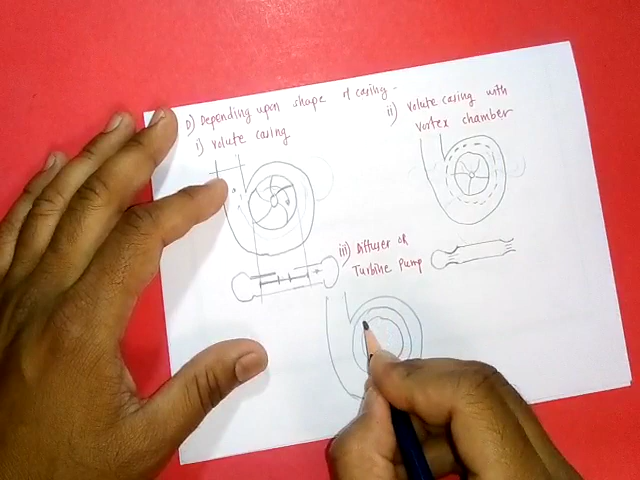 D) Depending upon shape of casing -
i) Volute casing
ii) Volute casing with
Vortex chamber
iii) Diffuser or
Turbine Pump